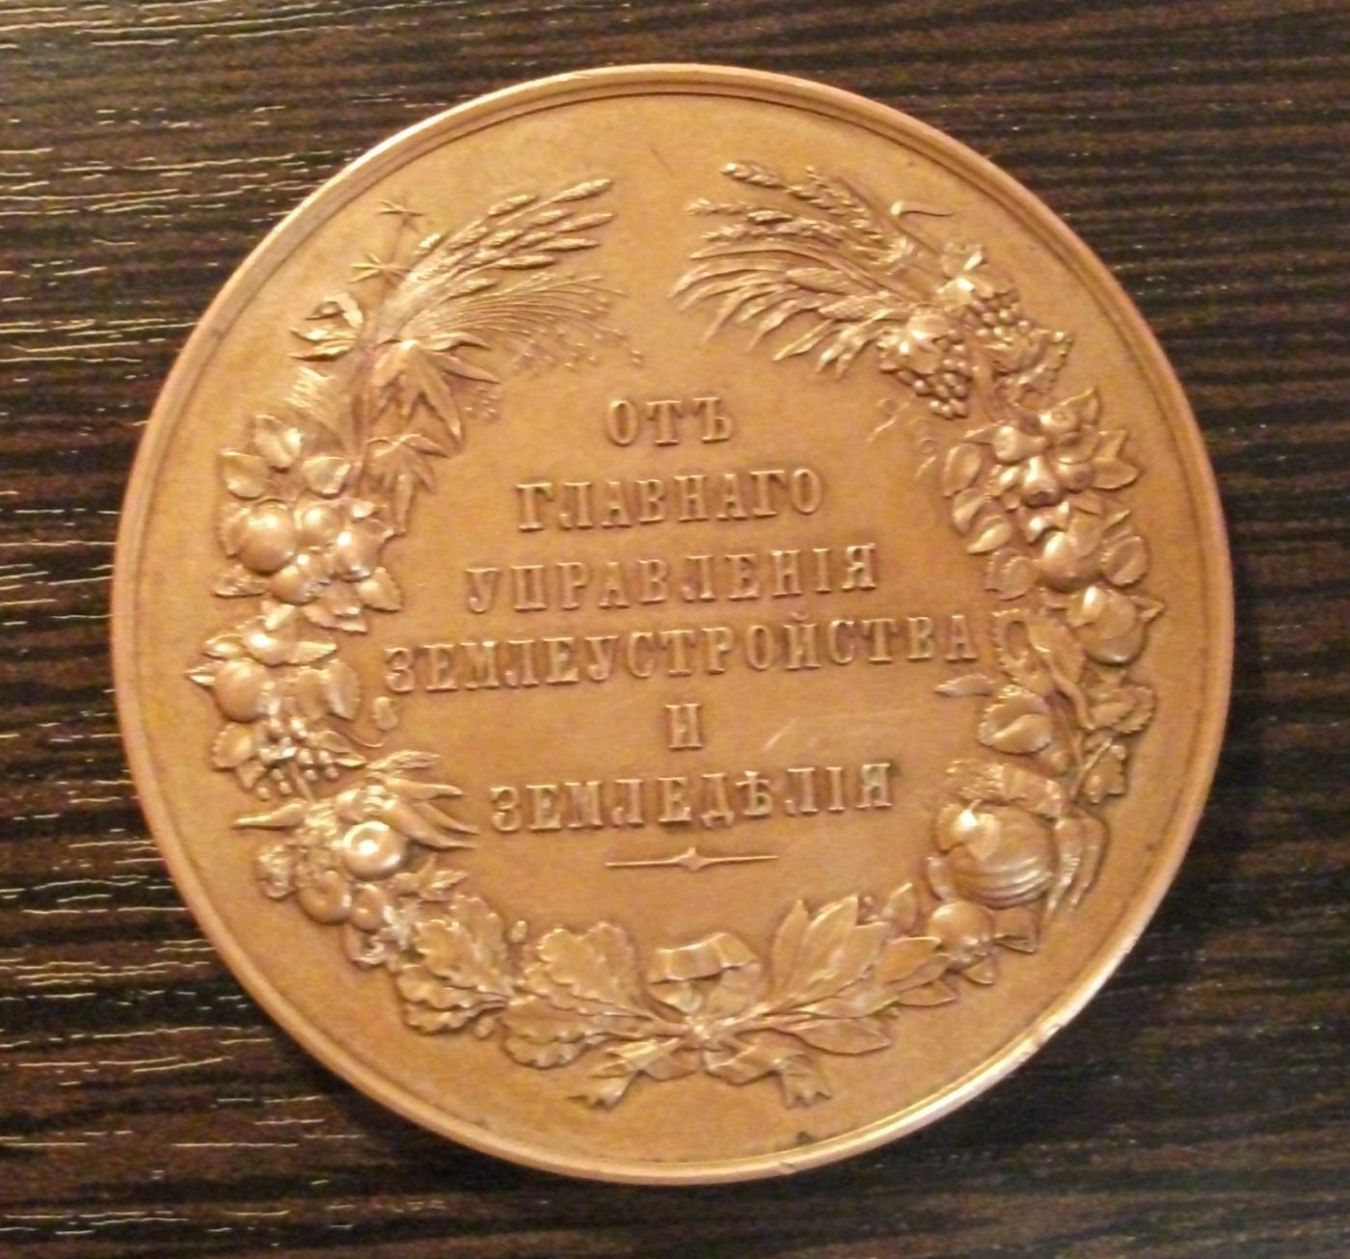 ОТЪ
ГЛАВНАГО
УПРАВЛЕНІЯ
ЗЕМЛЕУСТРОЙСТВА
И
ЗЕМЛЕДѢЛІЯ